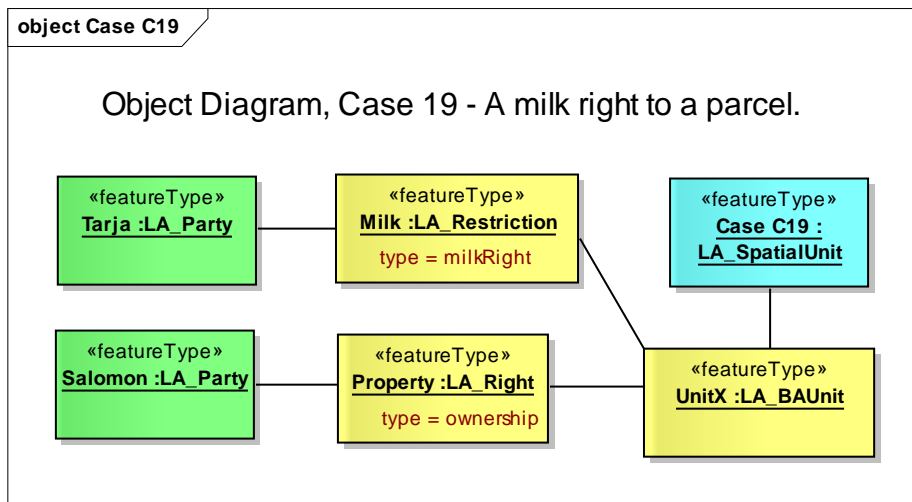 object Case C19
Object Diagram, Case 19 - A milk right to a parcel.
«featureType»
Tarja :LA_Party
«featureType»
Milk :LA_Restriction
type = milkRight
«featureType»
Case C19 :
LA_SpatialUnit
«featureType»
Salomon :LA_Party
«featureType»
Property :LA_Right
type = ownership
«featureType»
UnitX :LA_BAUnit